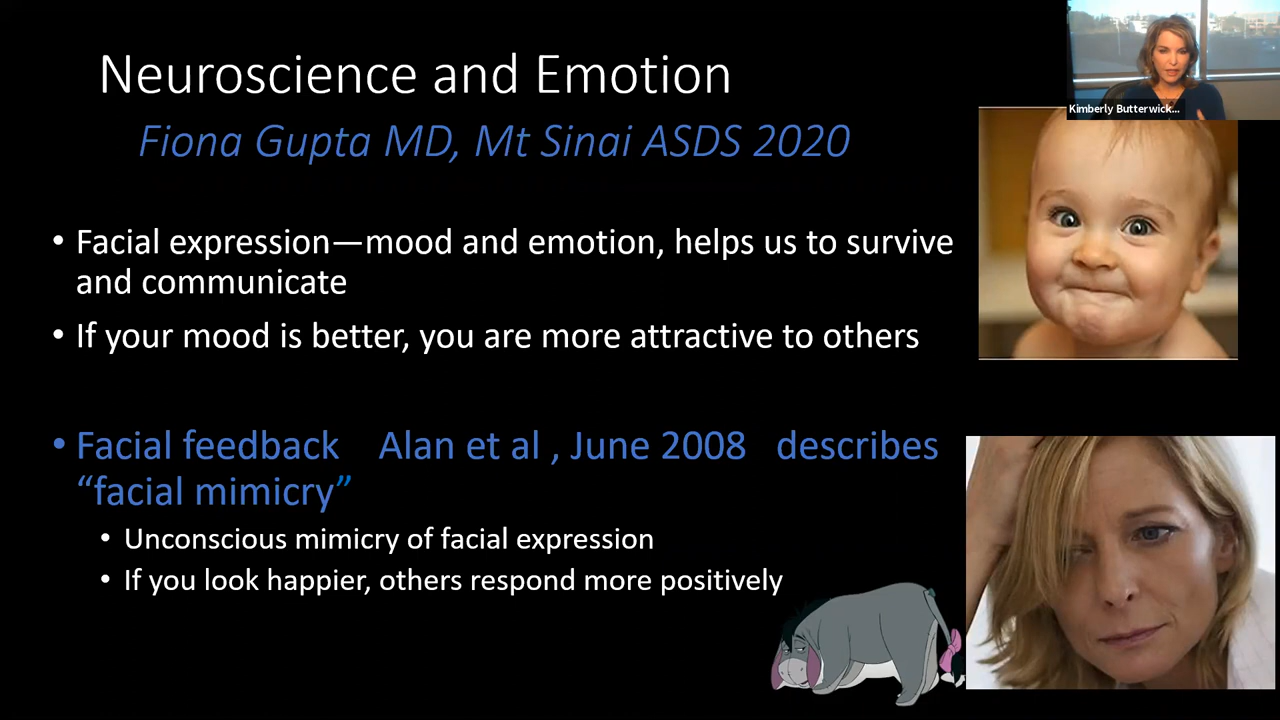 Neuroscience and Emotion
Fiona Gupta MD, Mt Sinai ASDS 2020
Kimberly Butterwick...
• Facial expression—mood and emotion, helps us to survive
and communicate
• If your mood is better, you are more attractive to others
• Facial feedback Alan et al , June 2008 describes
“facial mimicry”
• Unconscious mimicry of facial expression
• If you look happier, others respond more positively